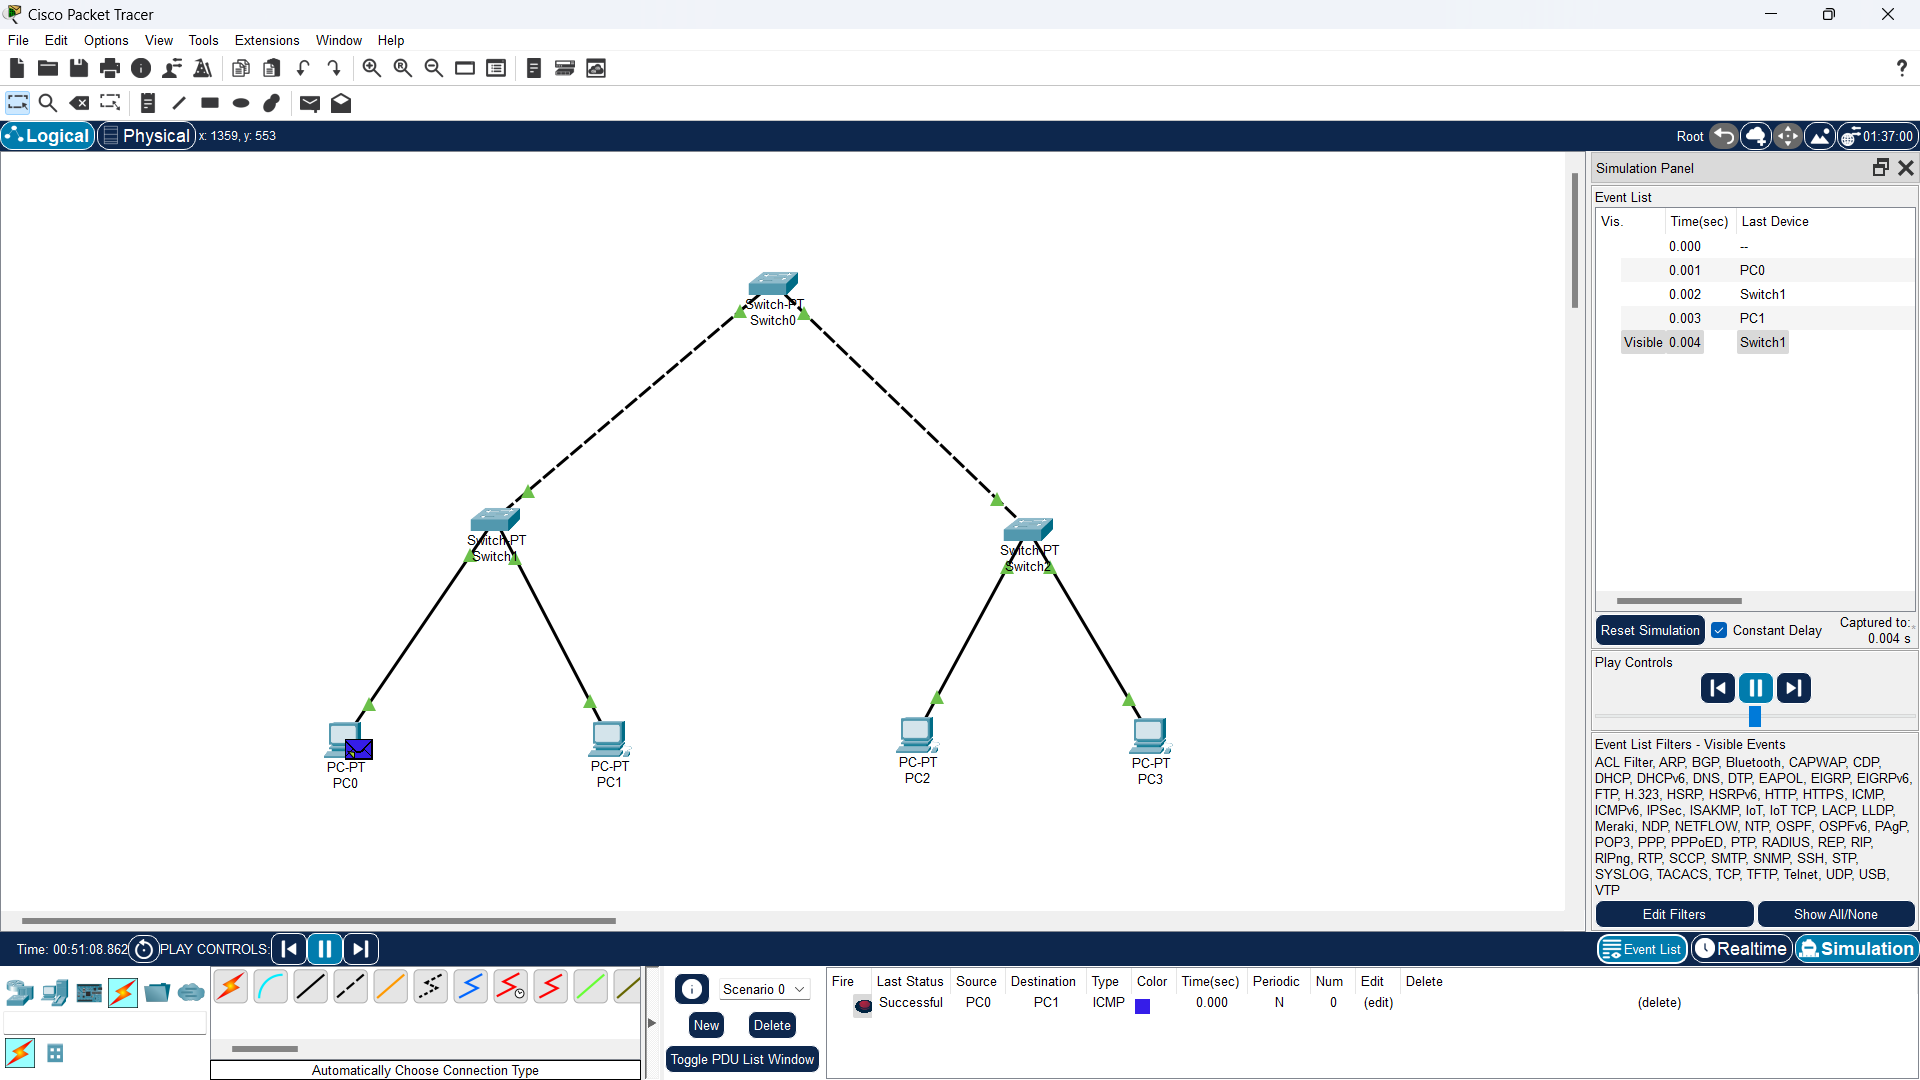 Cisco Packet Tracer
File Edit Options View Tools Extensions Window Help
Logical Physical x: 1359, y: 553 Root 01:37:00
Simulation Panel
Event List
Vis. Time(sec) Last Device
0.000 --
0.001 PC0
0.002 Switch1
0.003 PC1
Visible 0.004 Switch1
Switch-PT
Switch0
Switch-PT
Switch1
Switch-PT
Switch2
PC-PT
PC0
PC-PT
PC1
PC-PT
PC2
PC-PT
PC3
Reset Simulation Constant Delay Captured to:
0.004 s
Play Controls
Event List Filters - Visible Events
ACL Filter, ARP, BGP, Bluetooth, CAPWAP, CDP,
DHCP, DHCPv6, DNS, DTP, EAPOL, EIGRP, EIGRPv6,
FTP, H.323, HSRP, HSRPv6, HTTP, HTTPS, ICMP,
ICMPv6, IPSec, ISAKMP, IoT, IoT TCP, LACP, LLDP,
Meraki, NDP, NETFLOW, NTP, OSPF, OSPFv6, PAgP,
POP3, PPP, PPPoED, PTP, RADIUS, REP, RIP,
RIPng, RTP, SCCP, SMTP, SNMP, SSH, STP,
SYSLOG, TACACS, TCP, TFTP, Telnet, UDP, USB,
VTP
Edit Filters Show All/None
Time: 00:51:08.862 PLAY CONTROLS: Event List Realtime Simulation
Scenario 0
New Delete
Toggle PDU List Window
Fire Last Status Source Destination Type Color Time(sec) Periodic Num Edit Delete
Successful PC0 PC1 ICMP 0.000 N 0 (edit) (delete)
Automatically Choose Connection Type